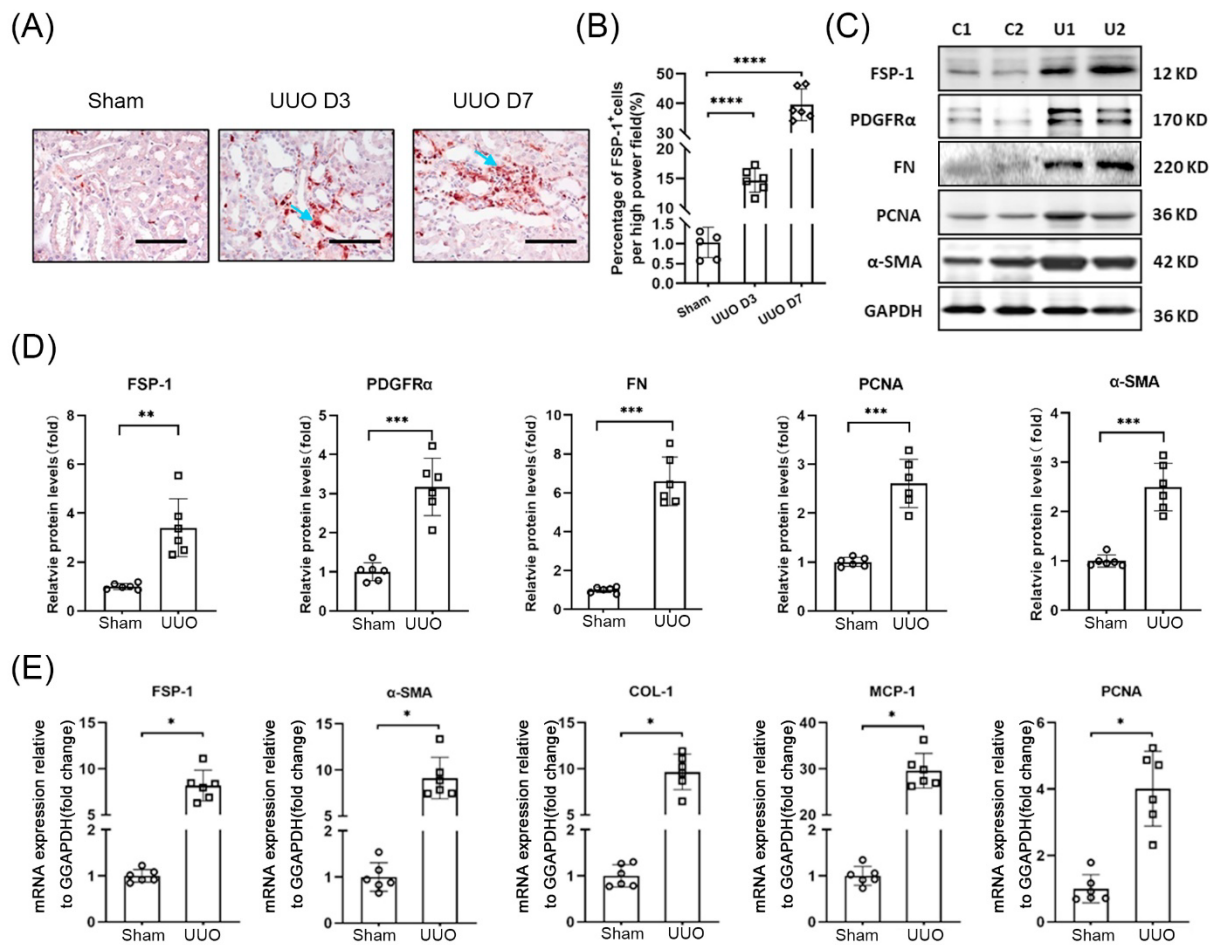 (A)
Sham UUO D3 UUO D7
(B)
Percentage of FSP-1⁺cells
per high power field(%)
50
40
30
20
15
10
1.5
1.0
0.5
0.0
**** ****
Sham UUO D3 UUO D7
(C)
C1 C2 U1 U2
FSP-1 12 KD
PDGFRα 170 KD
FN 220 KD
PCNA 36 KD
α-SMA 42 KD
GAPDH 36 KD
(D)
FSP-1
Relatvie protein levels(fold)
8
6
4
2
0
**
Sham UUO
PDGFRα
Relatvie protein levels(fold)
5
4
3
2
1
0
***
Sham UUO
FN
Relatvie protein levels(fold)
10
8
6
4
2
0
***
Sham UUO
PCNA
Relatvie protein levels(fold)
4
3
2
1
0
***
Sham UUO
α-SMA
Relatvie protein levels(fold)
4
3
2
1
0
***
Sham UUO
(E)
FSP-1
mRNA expression relative
to GGAPDH(fold change)
15
10
5
2
1
0
*
Sham UUO
α-SMA
mRNA expression relative
to GGAPDH(fold change)
15
10
5
2
1
0
*
Sham UUO
COL-1
mRNA expression relative
to GGAPDH(fold change)
15
10
5
2
1
0
*
Sham UUO
MCP-1
mRNA expression relative
to GGAPDH(fold change)
40
30
20
2
1
0
*
Sham UUO
PCNA
mRNA expression relative
to GGAPDH(fold change)
6
4
2
0
*
Sham UUO